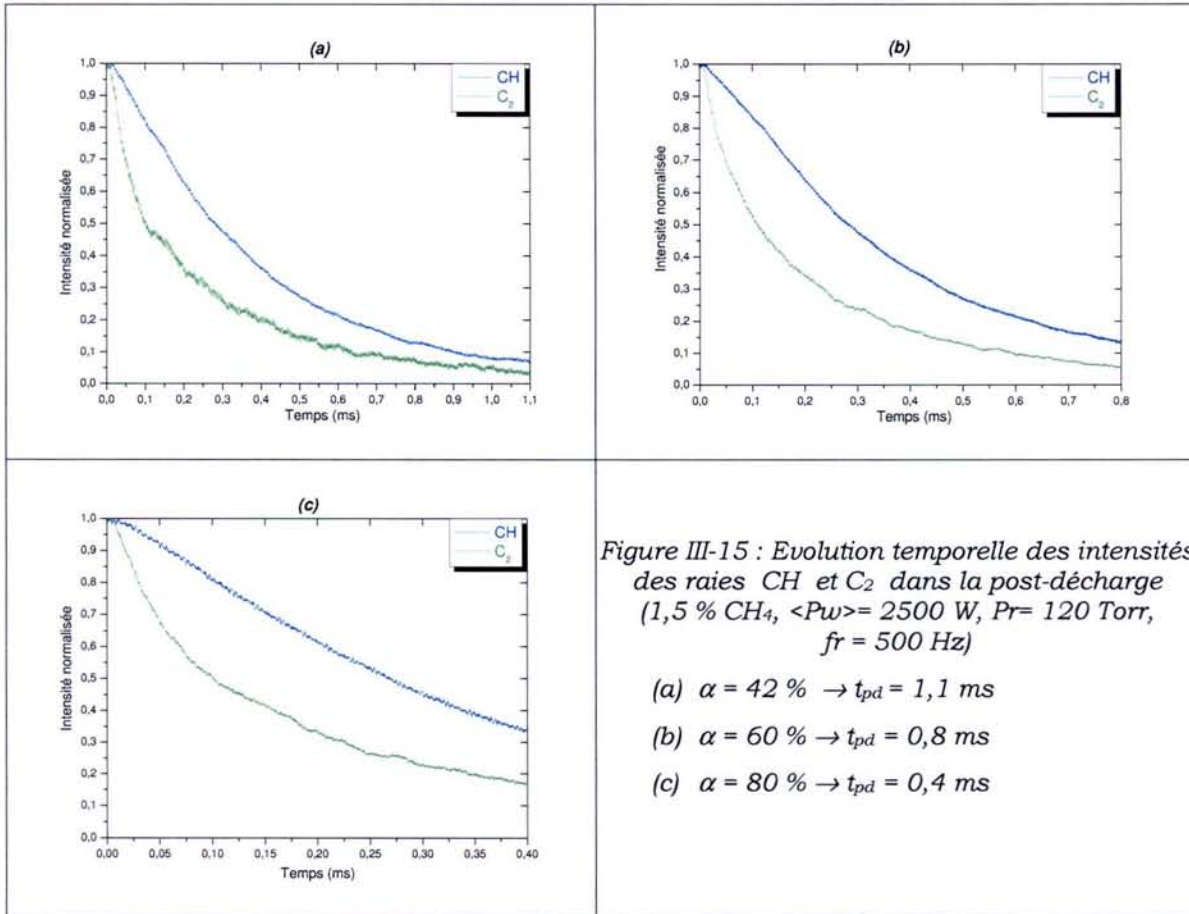 (a)
1,0
0,9
0,8
0,7
0,6
0,5
0,4
0,3
0,2
0,1
0,0
Intensité normalisée
CH
C₂
0,0 0,1 0,2 0,3 0,4 0,5 0,6 0,7 0,8 0,9 1,0 1,1
Temps (ms)
(b)
1,0
0,9
0,8
0,7
0,6
0,5
0,4
0,3
0,2
0,1
0,0
Intensité normalisée
CH
C₂
0,0 0,1 0,2 0,3 0,4 0,5 0,6 0,7 0,8
Temps (ms)
(c)
1,0
0,9
0,8
0,7
0,6
0,5
0,4
0,3
0,2
0,1
0,0
Intensité normalisée
CH
C₂
0,00 0,05 0,10 0,15 0,20 0,25 0,30 0,35 0,40
Temps (ms)
Figure III-15 : Evolution temporelle des intensités
des raies CH et C₂ dans la post-décharge
(1,5 % CH₄, <Pw>= 2500 W, Pr= 120 Torr,
fr = 500 Hz)
(a) α = 42 % → tpd = 1,1 ms
(b) α = 60 % → tpd = 0,8 ms
(c) α = 80 % → tpd = 0,4 ms